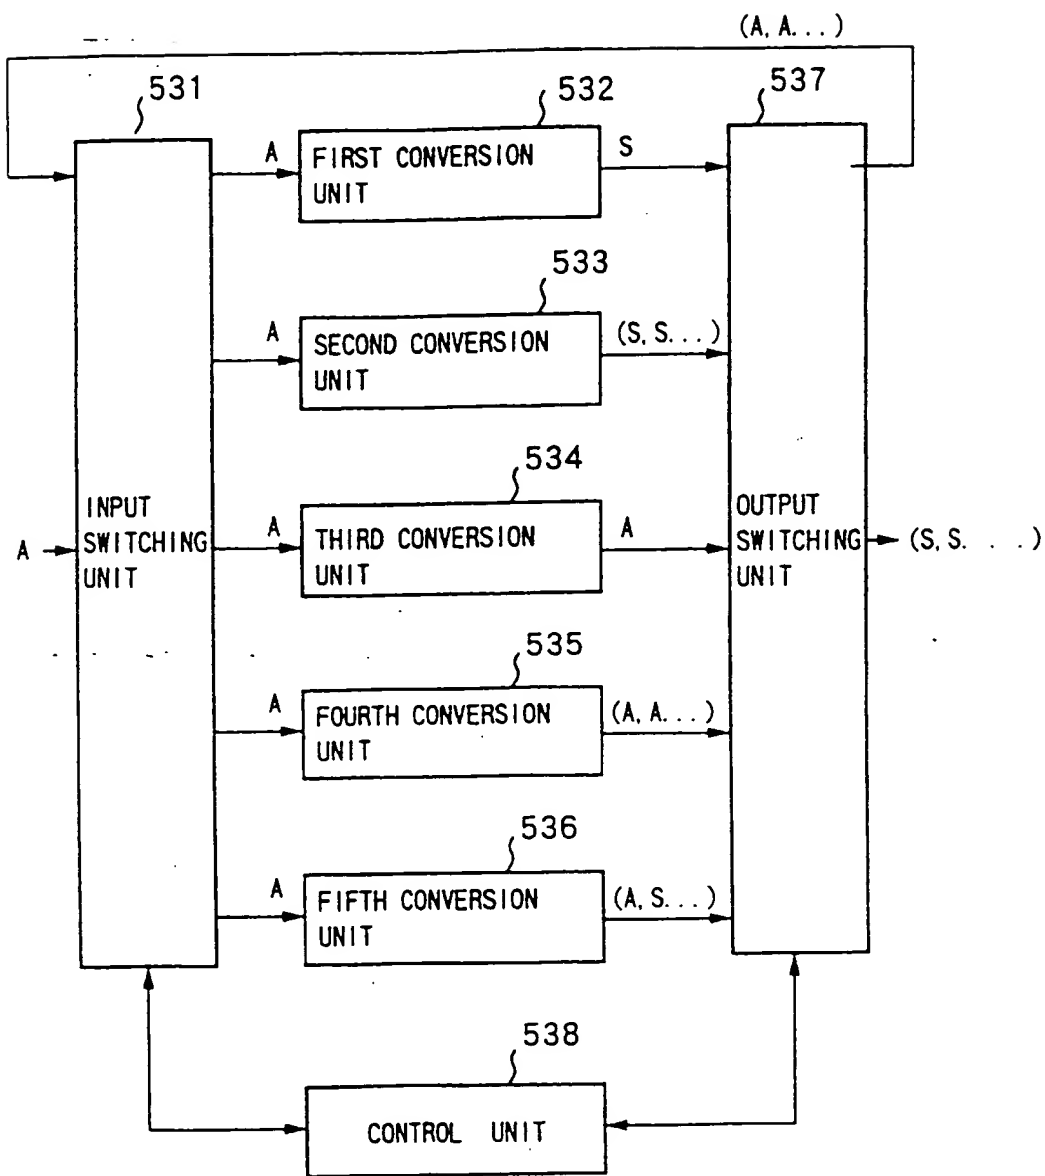 (A, A...)
531
532
537
A
FIRST CONVERSION
UNIT
S
533
A
SECOND CONVERSION
UNIT
(S, S...)
534
A
INPUT
SWITCHING
UNIT
A
THIRD CONVERSION
UNIT
A
OUTPUT
SWITCHING
UNIT
(S, S. . . .)
535
A
FOURTH CONVERSION
UNIT
(A, A...)
536
A
FIFTH CONVERSION
UNIT
(A, S...)
538
CONTROL UNIT